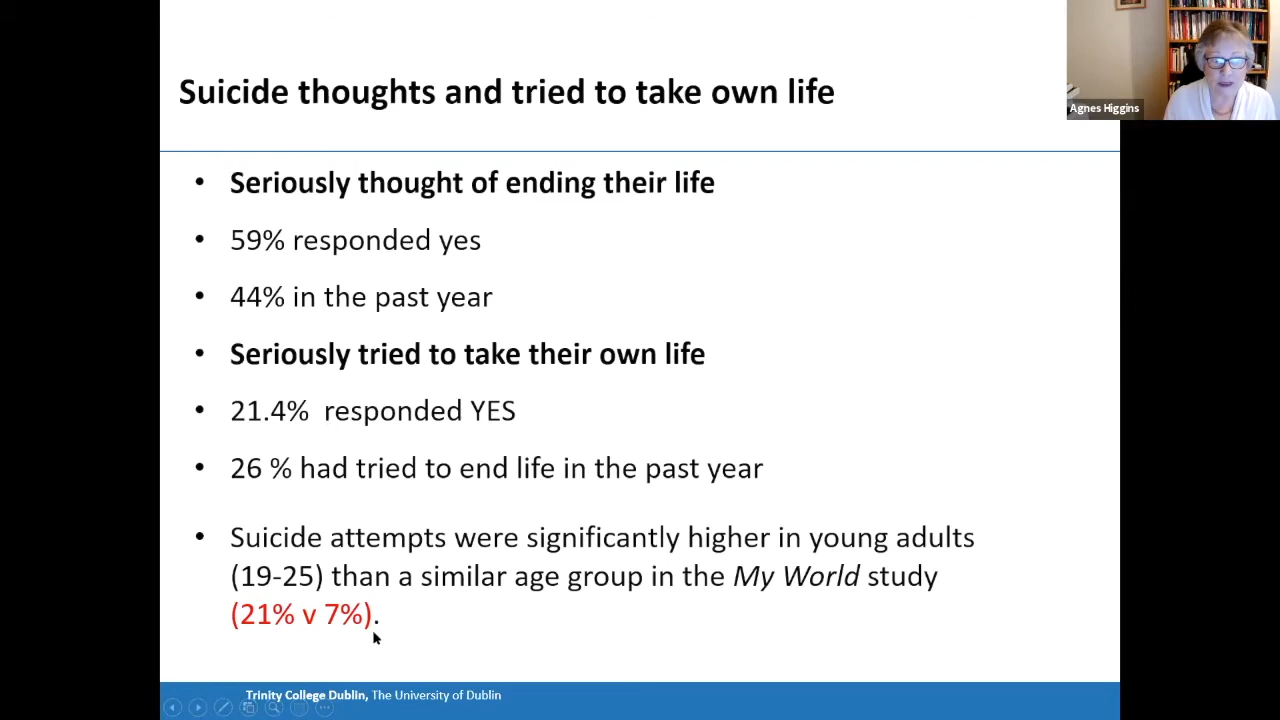 Suicide thoughts and tried to take own life
Agnes Higgins
• Seriously thought of ending their life
• 59% responded yes
• 44% in the past year
• Seriously tried to take their own life
• 21.4% responded YES
• 26 % had tried to end life in the past year
• Suicide attempts were significantly higher in young adults
(19-25) than a similar age group in the My World study
(21% v 7%).
Trinity College Dublin, The University of Dublin